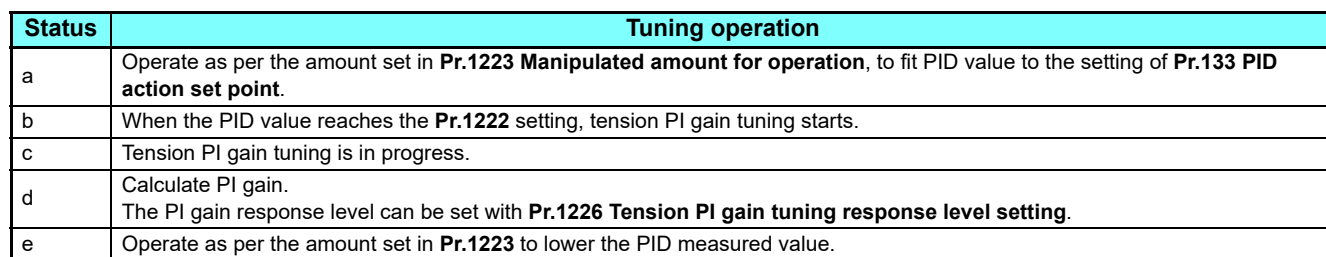 Status Tuning operation
a Operate as per the amount set in Pr.1223 Manipulated amount for operation, to fit PID value to the setting of Pr.133 PID
action set point.
b When the PID value reaches the Pr.1222 setting, tension PI gain tuning starts.
c Tension PI gain tuning is in progress.
d Calculate PI gain.
The PI gain response level can be set with Pr.1226 Tension PI gain tuning response level setting.
e Operate as per the amount set in Pr.1223 to lower the PID measured value.